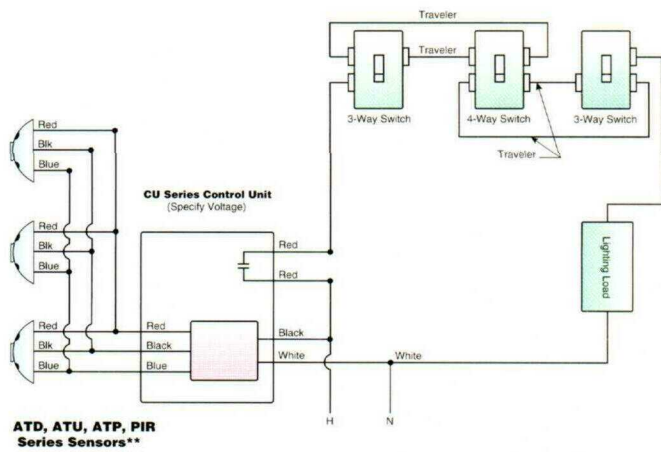 Traveler
Traveler
3-Way Switch
4-Way Switch
3-Way Switch
Traveler
Red
Blk
Blue
CU Series Control Unit
(Specify Voltage)
Red
Blk
Blue
Red
Red
Lighting Load
Red
Blk
Blue
Red
Black
Blue
Black
White
White
H
N
ATD, ATU, ATP, PIR
Series Sensors**